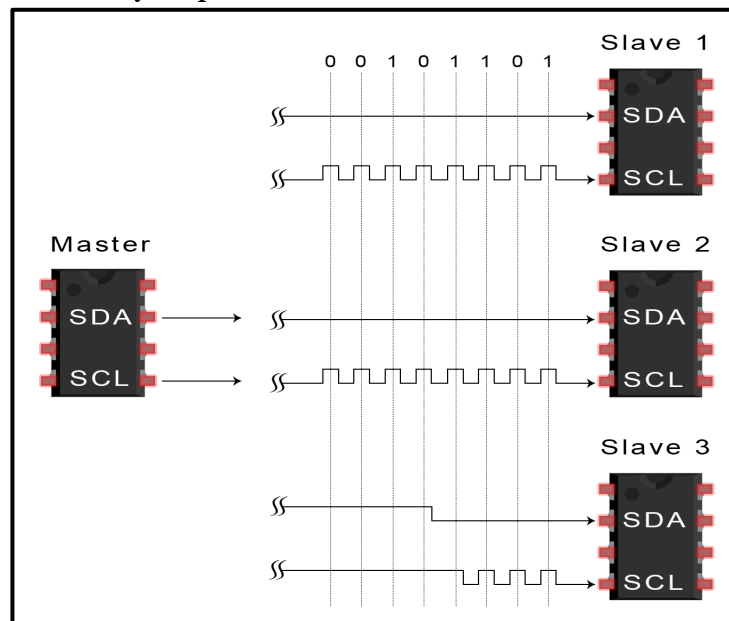 Slave 1
0 0 1 0 1 1 0 1
SDA
SCL
Master
SDA
SCL
Slave 2
SDA
SCL
Slave 3
SDA
SCL